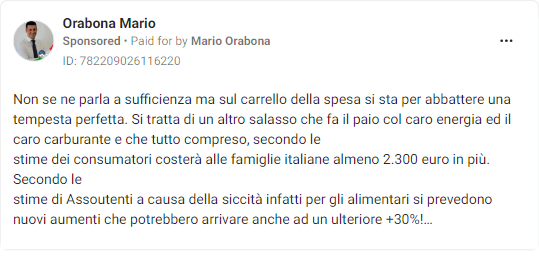 Orabona Mario
Sponsored • Paid for by Mario Orabona
ID: 782209026116220
Non se ne parla a sufficienza ma sul carrello della spesa si sta per abbattere una
tempesta perfetta. Si tratta di un altro salasso che fa il paio col caro energia ed il
caro carburante e che tutto compreso, secondo le
stime dei consumatori costerà alle famiglie italiane almeno 2.300 euro in più.
Secondo le
stime di Assoutenti a causa della siccità infatti per gli alimentari si prevedono
nuovi aumenti che potrebbero arrivare anche ad un ulteriore +30%!...